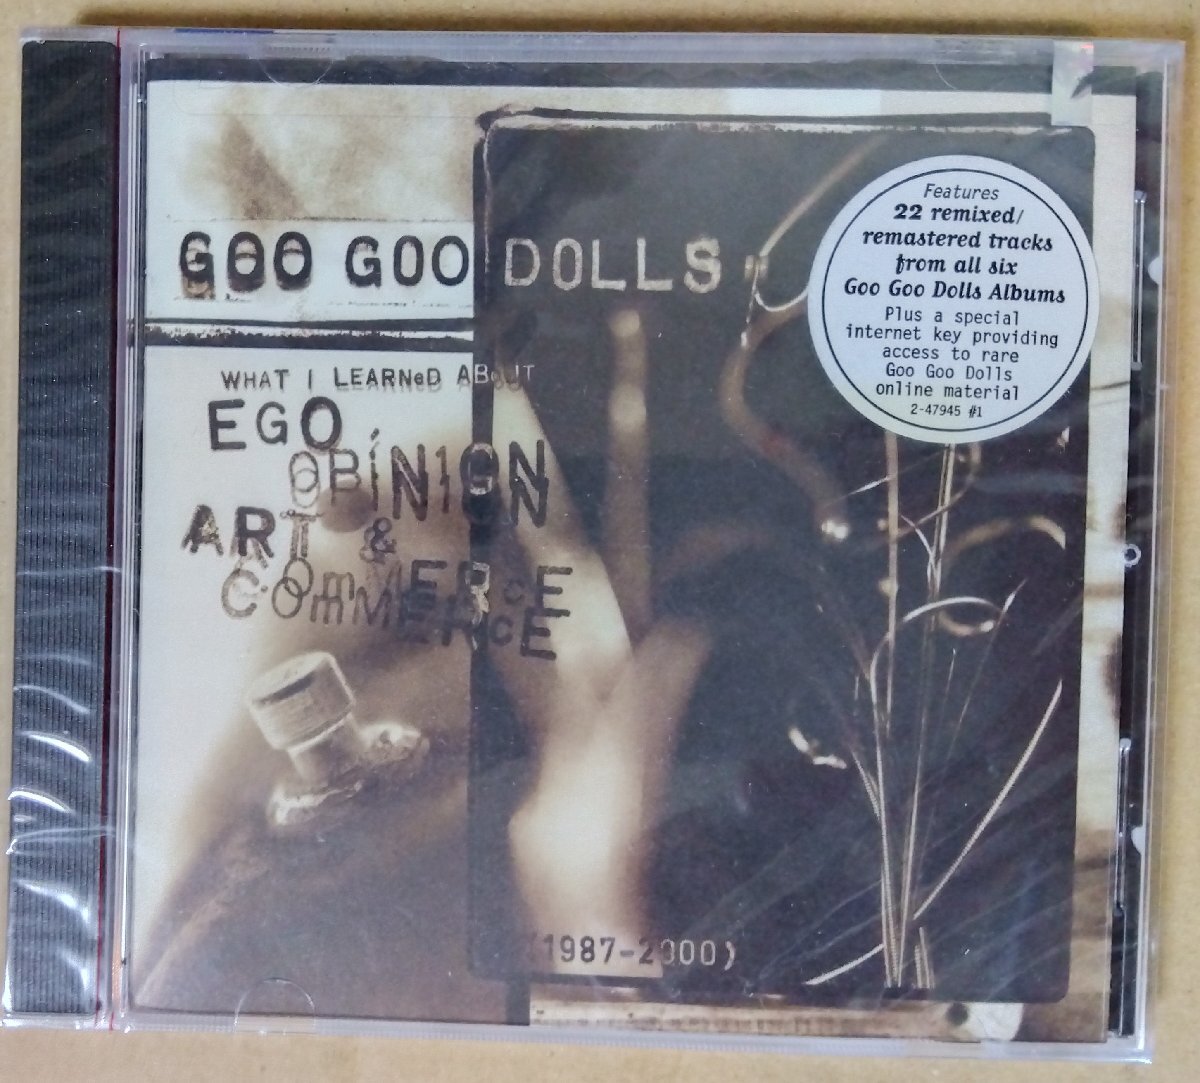 GOO GOO DOLLS
WHAT I LEARNeD ABoUT
EGO
OPiNION
ART &
COmMERcE
(1987-2000)
Features
22 remixed/
remastered tracks
from all six
Goo Goo Dolls Albums
Plus a special
internet key providing
access to rare
Goo Goo Dolls
online material
2-47945 #1